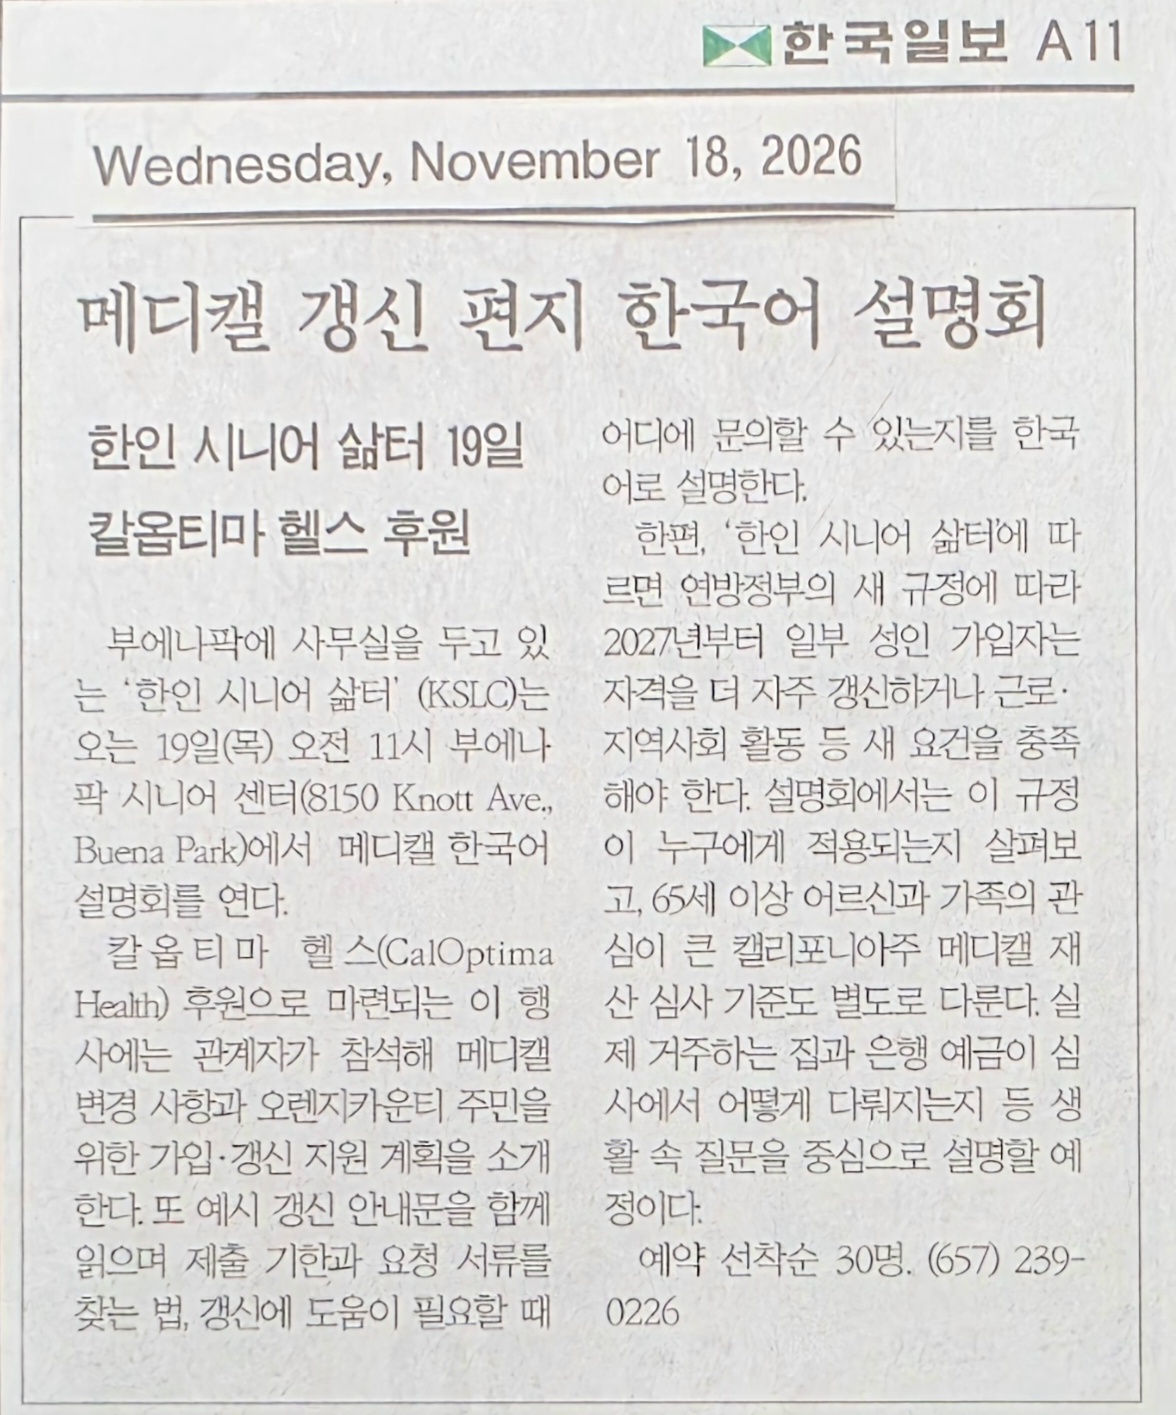 한국일보 A11
Wednesday, November 18, 2026
메디캘 갱신 편지 한국어 설명회
한인 시니어 삶터 19일
칼옵티마 헬스 후원
부에나팍에 사무실을 두고 있
는 ‘한인 시니어 삶터’ (KSLC)는
오는 19일(목) 오전 11시 부에나
팍 시니어 센터(8150 Knott Ave.,
Buena Park)에서 메디캘 한국어
설명회를 연다.
칼옵티마 헬스(CalOptima
Health) 후원으로 마련되는 이 행
사에는 관계자가 참석해 메디캘
변경 사항과 오렌지카운티 주민을
위한 가입·갱신 지원 계획을 소개
한다. 또 예시 갱신 안내문을 함께
읽으며 제출 기한과 요청 서류를
찾는 법, 갱신에 도움이 필요할 때
어디에 문의할 수 있는지를 한국
어로 설명한다.
한편, ‘한인 시니어 삶터’에 따
르면 연방정부의 새 규정에 따라
2027년부터 일부 성인 가입자는
자격을 더 자주 갱신하거나 근로·
지역사회 활동 등 새 요건을 충족
해야 한다. 설명회에서는 이 규정
이 누구에게 적용되는지 살펴보
고, 65세 이상 어르신과 가족의 관
심이 큰 캘리포니아주 메디캘 재
산 심사 기준도 별도로 다룬다. 실
제 거주하는 집과 은행 예금이 심
사에서 어떻게 다뤄지는지 등 생
활 속 질문을 중심으로 설명할 예
정이다.
예약 선착순 30명. (657) 239-
0226